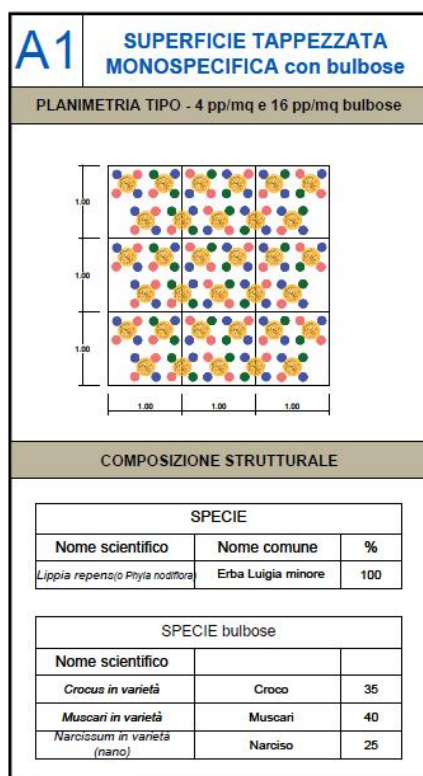 A1
SUPERFICIE TAPPEZZATA
MONOSPECIFICA con bulbose
PLANIMETRIA TIPO - 4 pp/mq e 16 pp/mq bulbose
1.00
1.00
1.00
1.00 1.00 1.00
COMPOSIZIONE STRUTTURALE
SPECIE
Nome scientifico Nome comune %
Lippia repens(o Phyla nodiflora) Erba Luigia minore 100
SPECIE bulbose
Nome scientifico
Crocus in varietà Croco 35
Muscari in varietà Muscari 40
Narcissum in varietà
(nano) Narciso 25